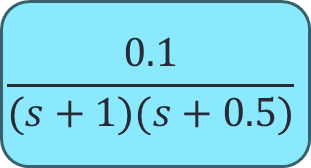 0.1
(s + 1)(s + 0.5)